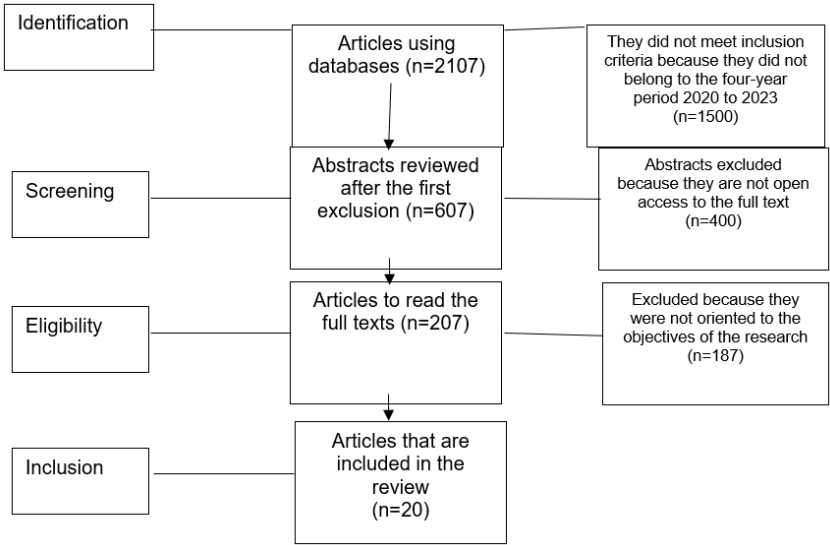 Identification
Articles using
databases (n=2107)
They did not meet inclusion
criteria because they did not
belong to the four-year
period 2020 to 2023
(n=1500)
Screening
Abstracts reviewed
after the first
exclusion (n=607)
Abstracts excluded
because they are not open
access to the full text
(n=400)
Eligibility
Articles to read the
full texts (n=207)
Excluded because they
were not oriented to the
objectives of the research
(n=187)
Inclusion
Articles that are
included in the
review
(n=20)